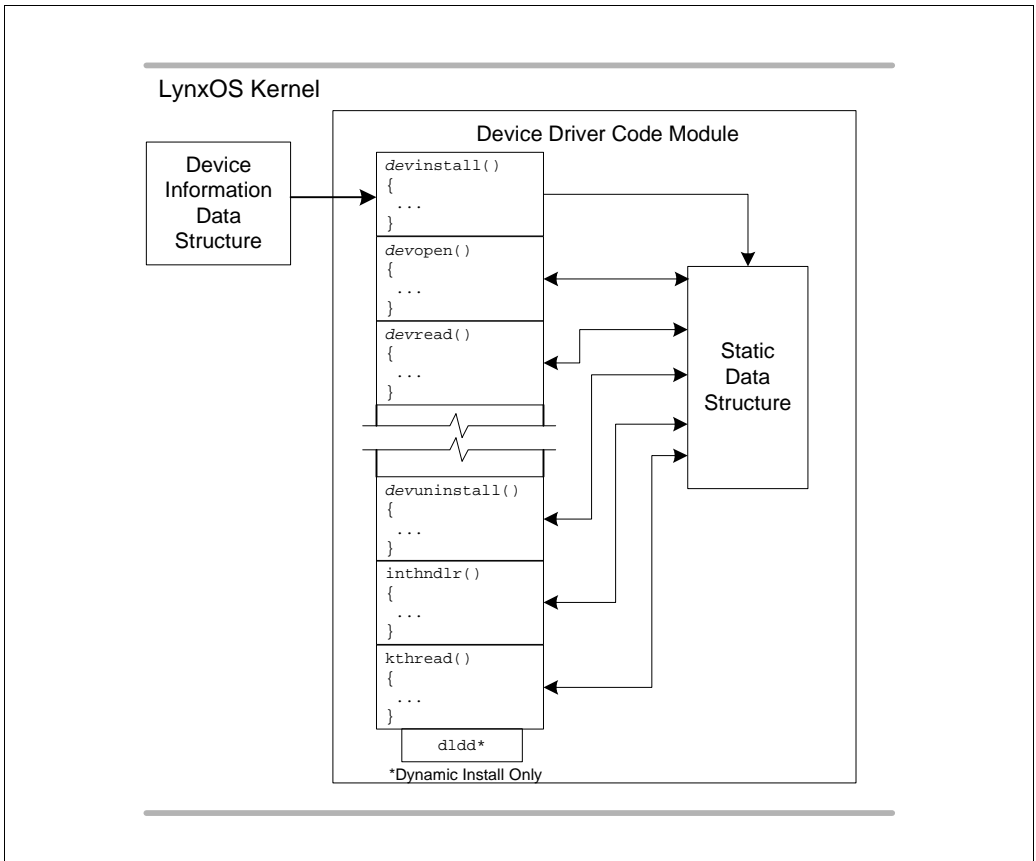 LynxOS Kernel
Device Driver Code Module
Device
Information
Data
Structure
devinstall()
{
...
}
devopen()
{
...
}
devread()
{
...
}
Static
Data
Structure
devuninstall()
{
...
}
inthndlr()
{
...
}
kthread()
{
...
}
dldd*
*Dynamic Install Only